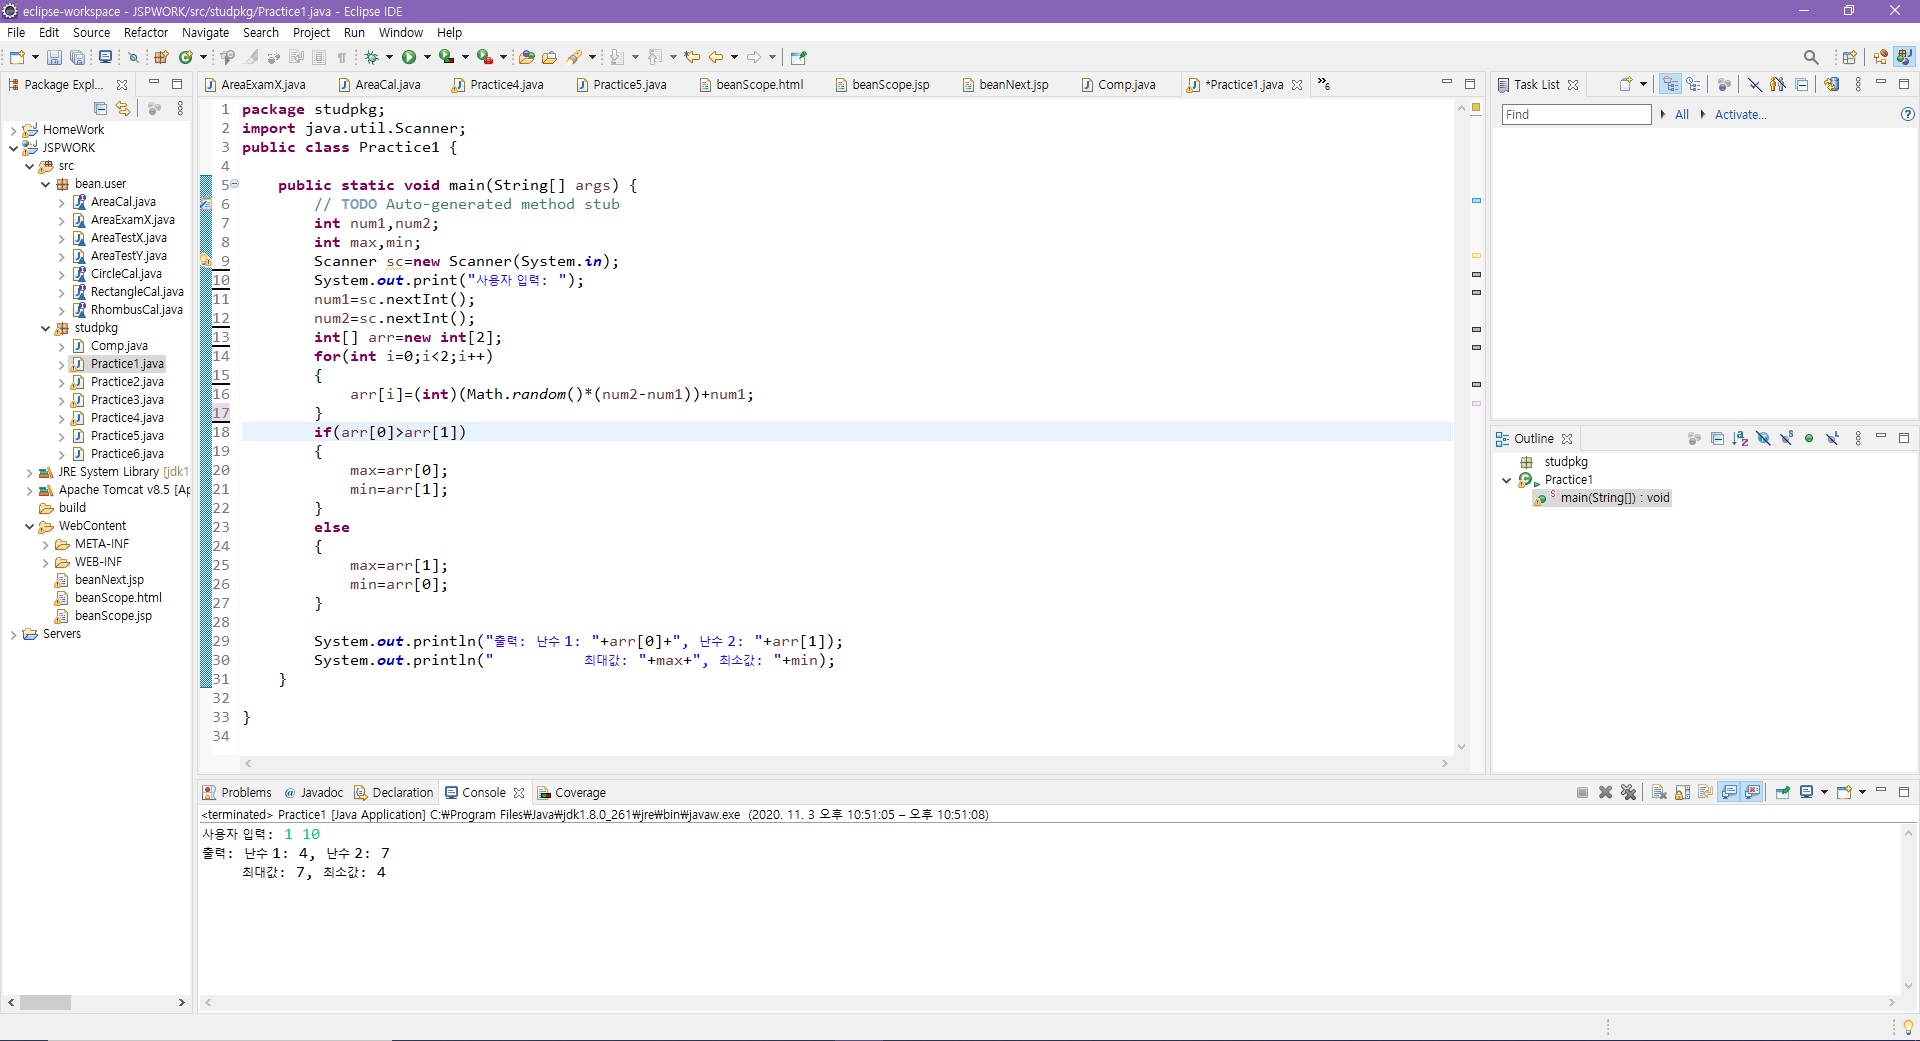 eclipse-workspace - JSPWORK/src/studpkg/Practice1.java - Eclipse IDE
File Edit Source Refactor Navigate Search Project Run Window Help
Package Expl...
HomeWork
JSPWORK
src
bean.user
AreaCal.java
AreaExamX.java
AreaTestX.java
AreaTestY.java
CircleCal.java
RectangleCal.java
RhombusCal.java
studpkg
Comp.java
Practice1.java
Practice2.java
Practice3.java
Practice4.java
Practice5.java
Practice6.java
JRE System Library [jdk1
Apache Tomcat v8.5 [Ap
build
WebContent
META-INF
WEB-INF
beanNext.jsp
beanScope.html
beanScope.jsp
Servers
AreaExamX.java AreaCal.java Practice4.java Practice5.java beanScope.html beanScope.jsp beanNext.jsp Comp.java *Practice1.java »6
1 package studpkg;
2 import java.util.Scanner;
3 public class Practice1 {
4
5 public static void main(String[] args) {
6 // TODO Auto-generated method stub
7 int num1,num2;
8 int max,min;
9 Scanner sc=new Scanner(System.in);
10 System.out.print("사용자 입력: ");
11 num1=sc.nextInt();
12 num2=sc.nextInt();
13 int[] arr=new int[2];
14 for(int i=0;i<2;i++)
15 {
16 arr[i]=(int)(Math.random()*(num2-num1))+num1;
17 }
18 if(arr[0]>arr[1])
19 {
20 max=arr[0];
21 min=arr[1];
22 }
23 else
24 {
25 max=arr[1];
26 min=arr[0];
27 }
28
29 System.out.println("출력: 난수 1: "+arr[0]+", 난수 2: "+arr[1]);
30 System.out.println("          최대값: "+max+", 최소값: "+min);
31 }
32
33 }
34
Task List
Find All Activate...
Outline
studpkg
Practice1
main(String[]) : void
Problems @ Javadoc Declaration Console Coverage
<terminated> Practice1 [Java Application] C:₩Program Files₩Java₩jdk1.8.0_261₩jre₩bin₩javaw.exe (2020. 11. 3 오후 10:51:05 – 오후 10:51:08)
사용자 입력: 1 10
출력: 난수 1: 4, 난수 2: 7
최대값: 7, 최소값: 4